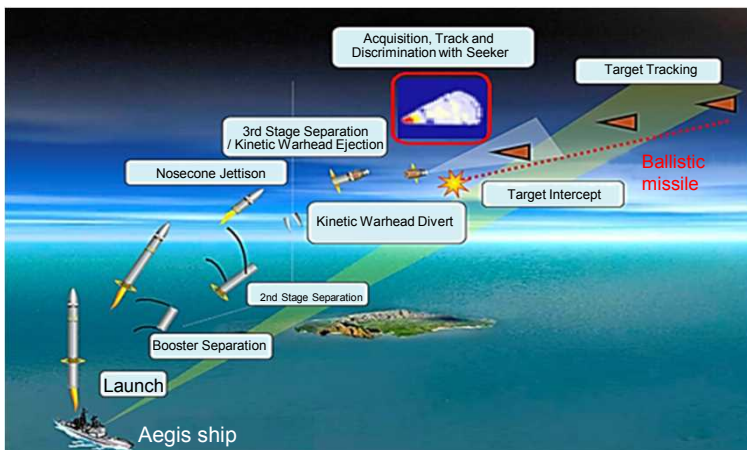 Acquisition, Track and
Discrimination with Seeker
Target Tracking
3rd Stage Separation
/ Kinetic Warhead Ejection
Nosecone Jettison
Ballistic
missile
Target Intercept
Kinetic Warhead Divert
2nd Stage Separation
Booster Separation
Launch
Aegis ship